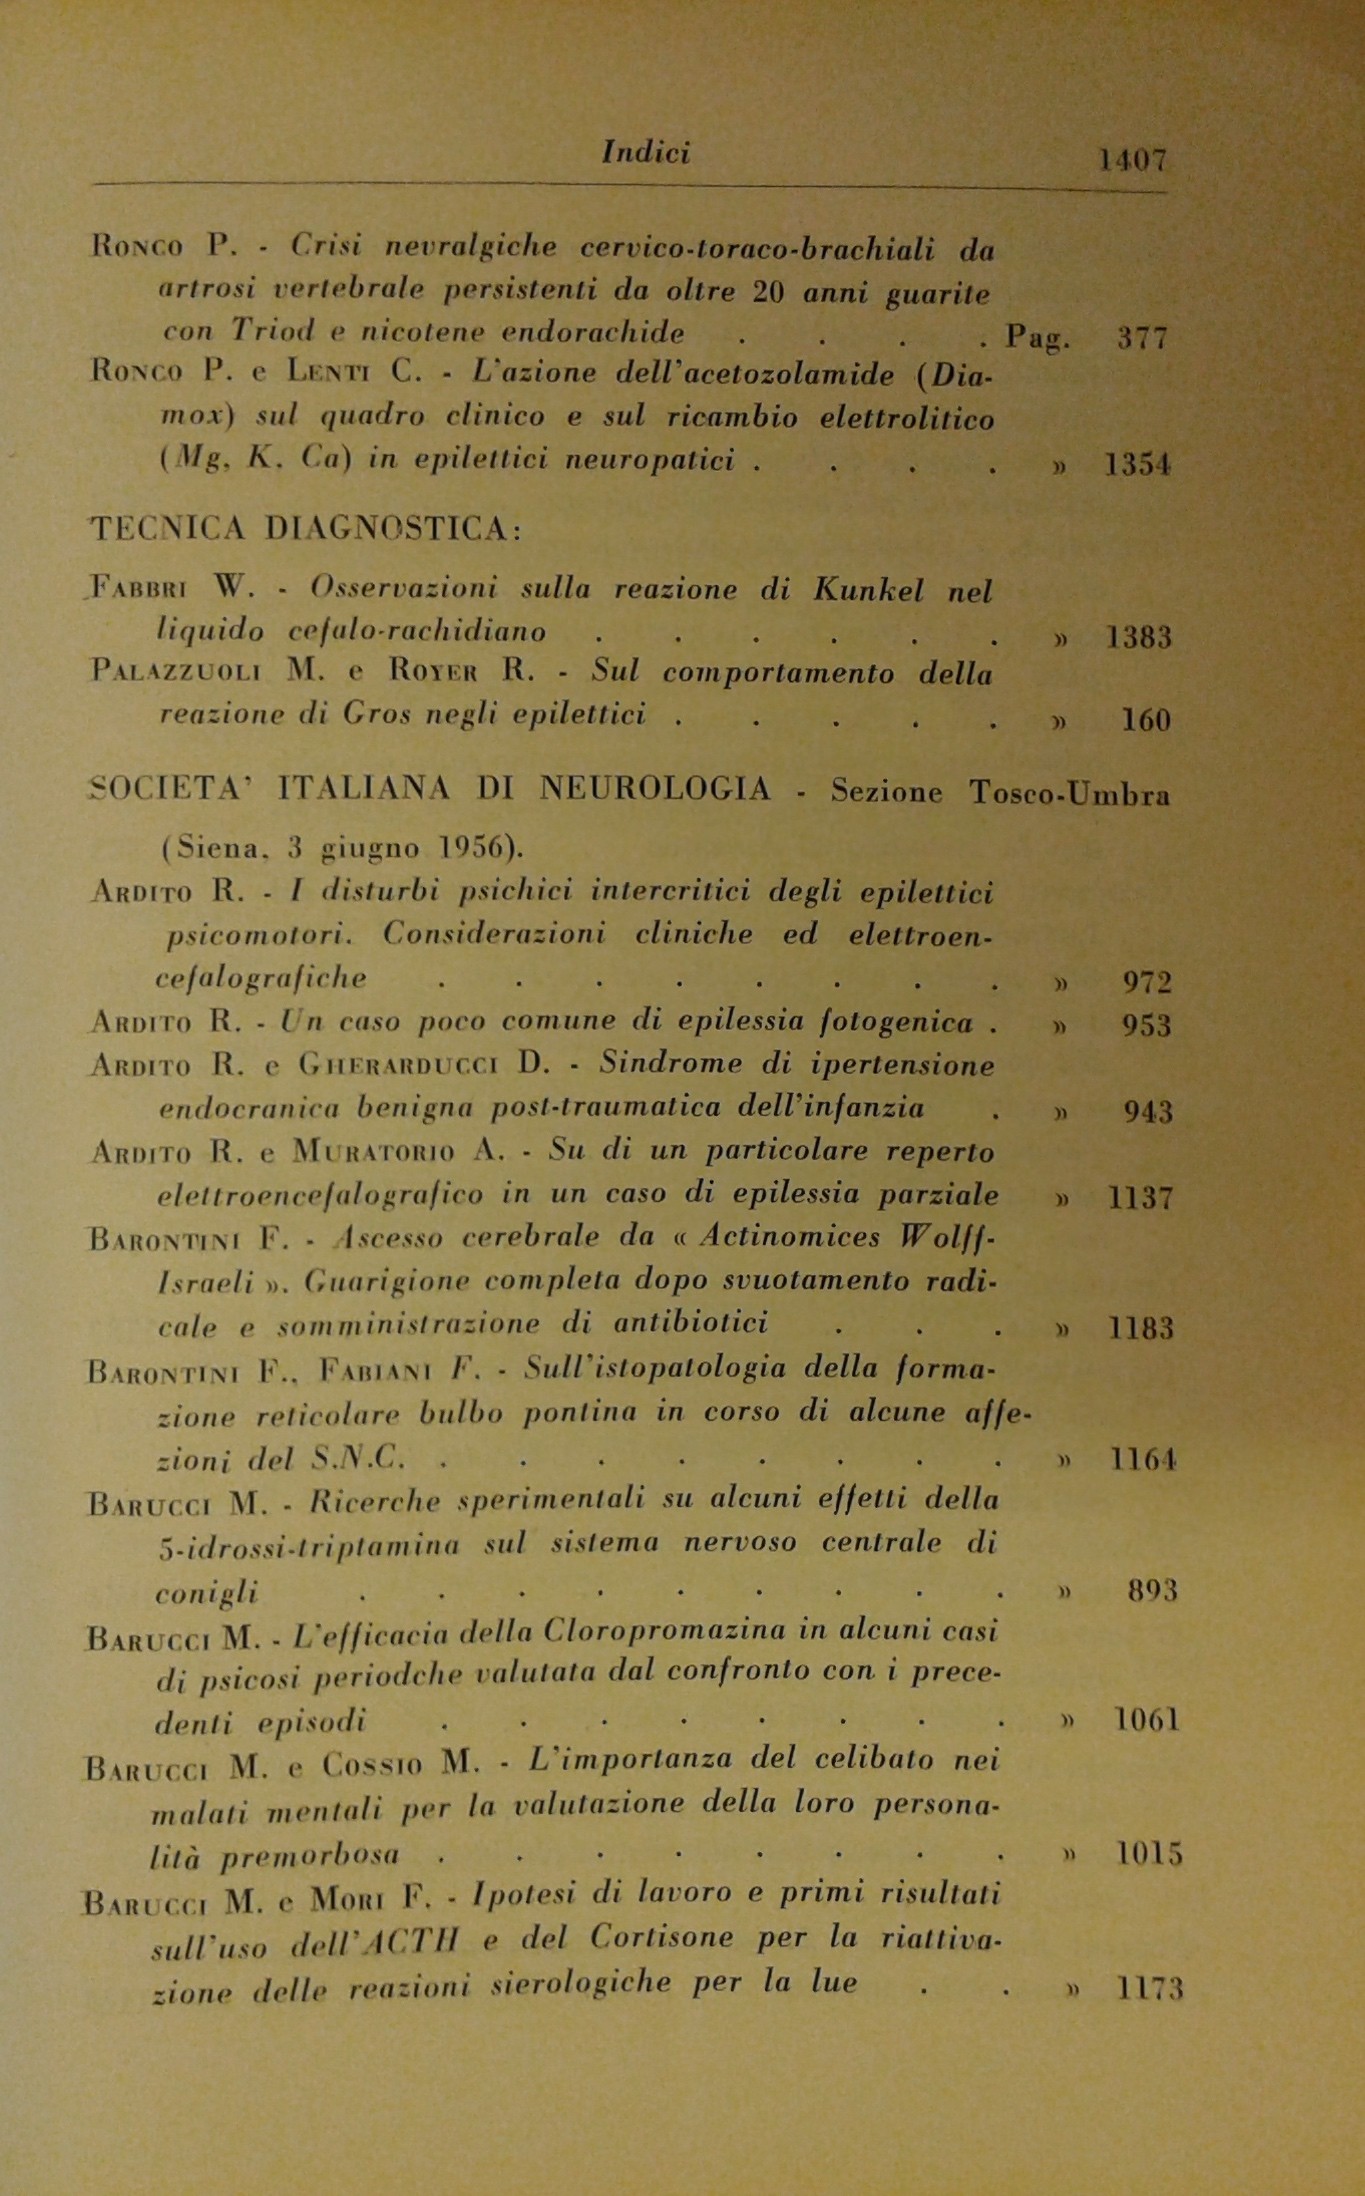 Indici 1407
RONCO P. - Crisi nevralgiche cervico-toraco-brachiali da
artrosi vertebrale persistenti da oltre 20 anni guarite
con Triod e nicotene endorachide . . . . Pag. 377
RONCO P. e LENTI C. - L'azione dell'acetozolamide (Dia-
mox) sul quadro clinico e sul ricambio elettrolitico
(Mg, K. Ca) in epilettici neuropatici . . . . » 1354
TECNICA DIAGNOSTICA:
FABBRI W. - Osservazioni sulla reazione di Kunkel nel
liquido cefalo-rachidiano . . . . . . » 1383
PALAZZUOLI M. e ROYER R. - Sul comportamento della
reazione di Gros negli epilettici . . . . . » 160
SOCIETA' ITALIANA DI NEUROLOGIA - Sezione Tosco-Umbra
(Siena, 3 giugno 1956).
ARDITO R. - I disturbi psichici intercritici degli epilettici
psicomotori. Considerazioni cliniche ed elettroen-
cefalografiche . . . . . . . . » 972
ARDITO R. - Un caso poco comune di epilessia fotogenica . » 953
ARDITO R. e GHERARDUCCI D. - Sindrome di ipertensione
endocranica benigna post-traumatica dell'infanzia . » 943
ARDITO R. e MURATORIO A. - Su di un particolare reperto
elettroencefalografico in un caso di epilessia parziale » 1137
BARONTINI F. - Ascesso cerebrale da « Actinomices Wolff-
Israeli ». Guarigione completa dopo svuotamento radi-
cale e somministrazione di antibiotici . . . » 1183
BARONTINI F., FABIANI F. - Sull'istopatologia della forma-
zione reticolare bulbo pontina in corso di alcune affe-
zioni del S.N.C. . . . . . . . . » 1164
BARUCCI M. - Ricerche sperimentali su alcuni effetti della
5-idrossi-triptamina sul sistema nervoso centrale di
conigli . . . . . . . . . » 893
BARUCCI M. - L'efficacia della Cloropromazina in alcuni casi
di psicosi periodche valutata dal confronto con i prece-
denti episodi . . . . . . . . » 1061
BARUCCI M. e COSSIO M. - L'importanza del celibato nei
malati mentali per la valutazione della loro persona-
lità premorbosa . . . . . . . . » 1015
BARUCCI M. e MORI F. - Ipotesi di lavoro e primi risultati
sull'uso dell'ACTH e del Cortisone per la riattiva-
zione delle reazioni sierologiche per la lue . . » 1173